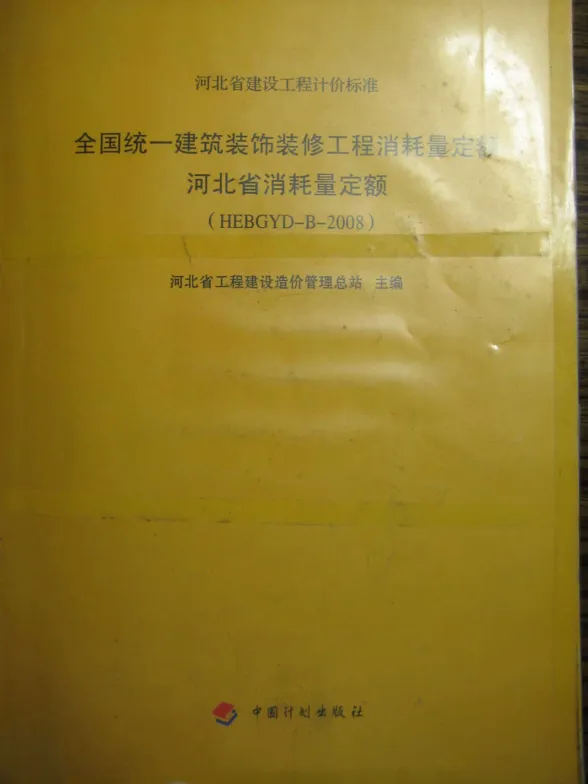 河北省建设工程计价标准
全国统一建筑装饰装修工程消耗量定额
河北省消耗量定额
(HEBGYD-B-2008)
河北省工程建设造价管理总站 主编
中国计划出版社